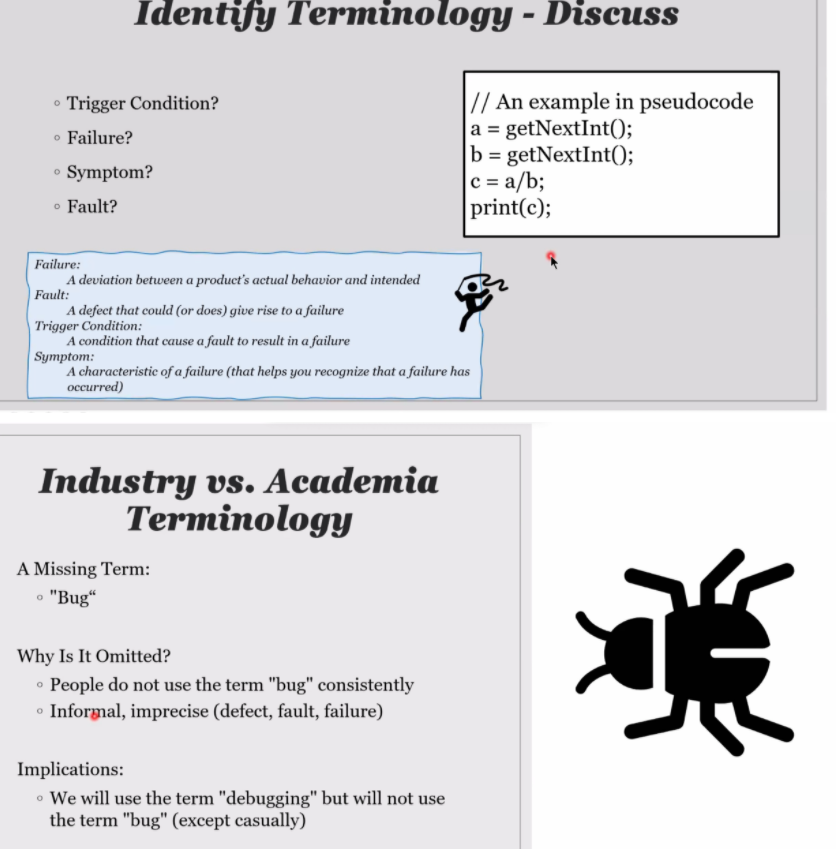 Identify Terminology - Discuss
◦ Trigger Condition?
◦ Failure?
◦ Symptom?
◦ Fault?
// An example in pseudocode
a = getNextInt();
b = getNextInt();
c = a/b;
print(c);
Failure:
A deviation between a product's actual behavior and intended
Fault:
A defect that could (or does) give rise to a failure
Trigger Condition:
A condition that cause a fault to result in a failure
Symptom:
A characteristic of a failure (that helps you recognize that a failure has
occurred)
Industry vs. Academia
Terminology
A Missing Term:
◦ "Bug“
Why Is It Omitted?
◦ People do not use the term "bug" consistently
◦ Informal, imprecise (defect, fault, failure)
Implications:
◦ We will use the term "debugging" but will not use
the term "bug" (except casually)